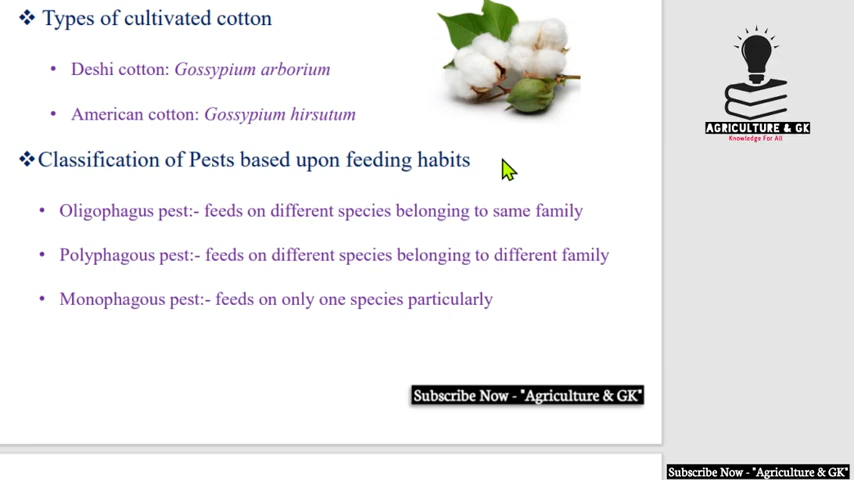 ❖ Types of cultivated cotton
• Deshi cotton: Gossypium arborium
• American cotton: Gossypium hirsutum
❖Classification of Pests based upon feeding habits
• Oligophagus pest:- feeds on different species belonging to same family
• Polyphagous pest:- feeds on different species belonging to different family
• Monophagous pest:- feeds on only one species particularly
Subscribe Now - "Agriculture & GK"
AGRICULTURE & GK
Knowledge For All
Subscribe Now - "Agriculture & GK"